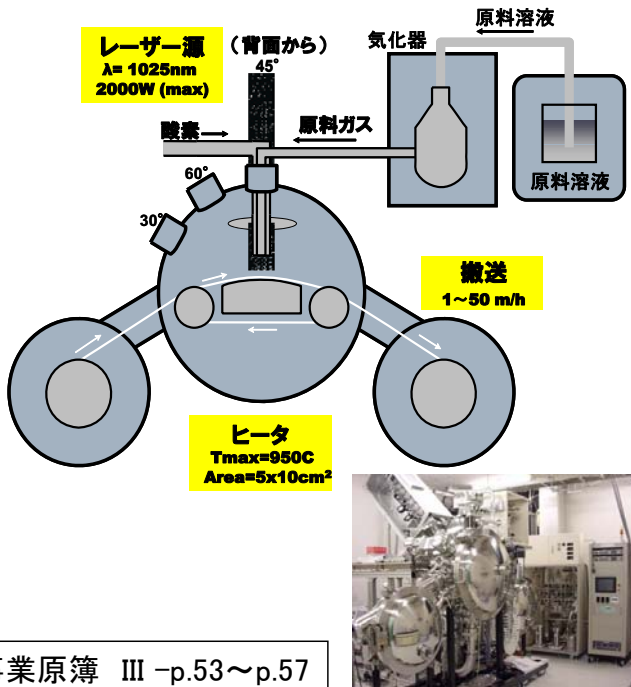 レーザー源
λ= 1025nm
2000W (max)
（背面から）
45°
気化器
原料溶液
酸素
原料ガス
原料溶液
60°
30°
搬送
1～50 m/h
ヒータ
Tmax=950C
Area=5x10cm²
業原簿 III －p.53～p.57